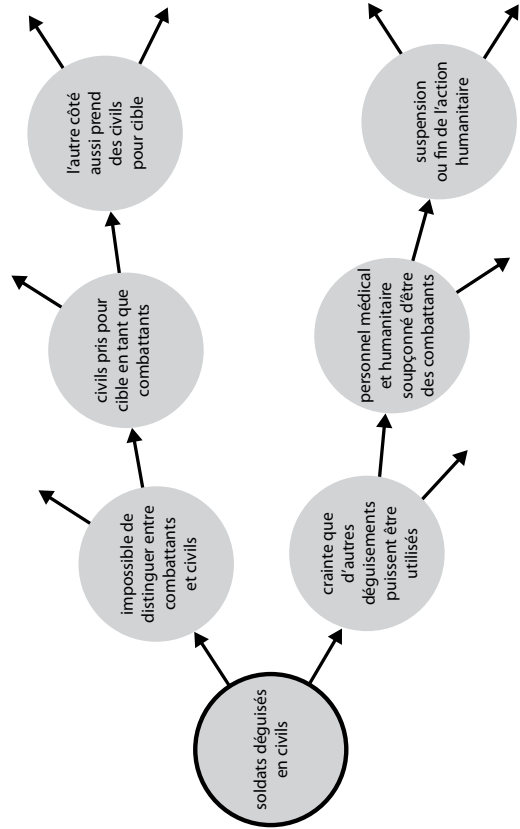 soldats déguisés
en civils
impossible de
distinguer entre
combattants
et civils
civils pris pour
cible en tant que
combattants
l'autre côté
aussi prend
des civils
pour cible
crainte que
d'autres
déguisements
puissent être
utilisés
personnel médical
et humanitaire
soupçonné d'être
des combattants
suspension
ou fin de l'action
humanitaire